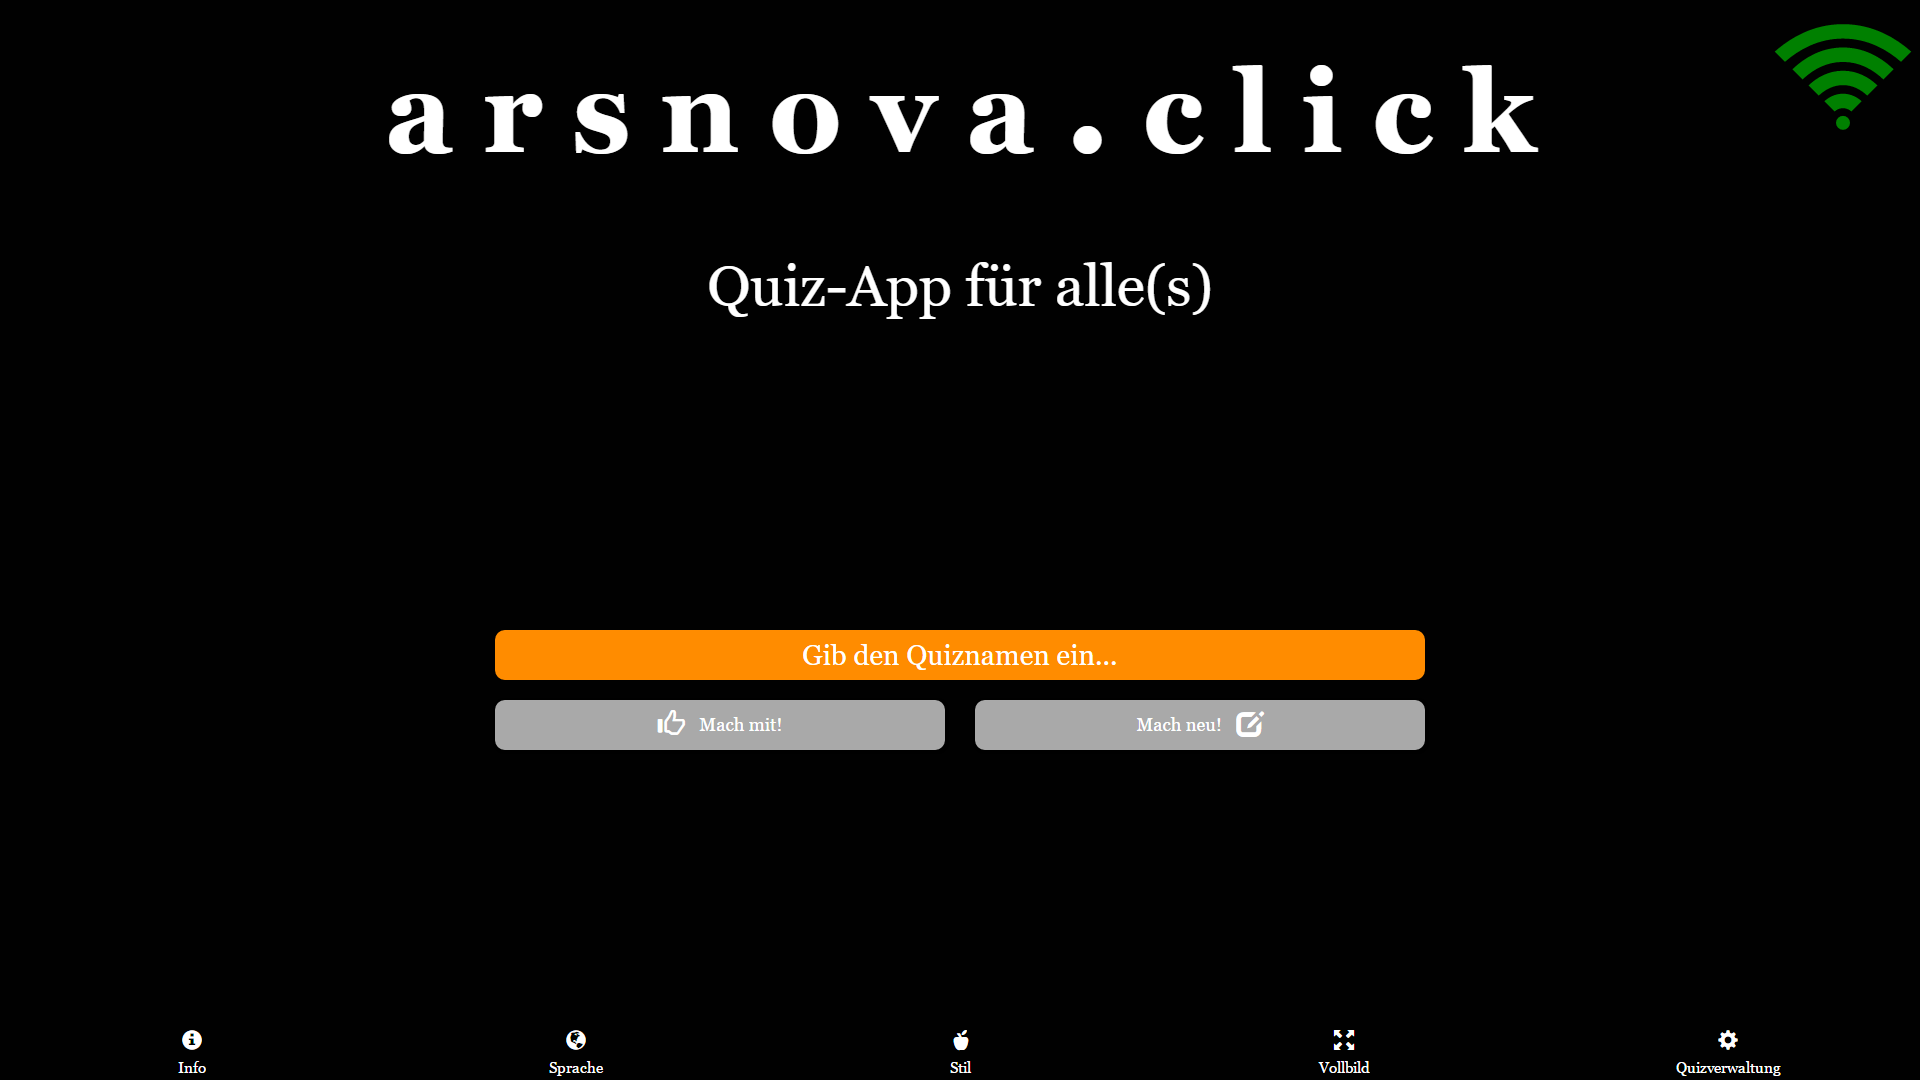 arsnova.click
Quiz-App für alle(s)
Gib den Quiznamen ein...
Mach mit!
Mach neu!
Info
Sprache
Stil
Vollbild
Quizverwaltung